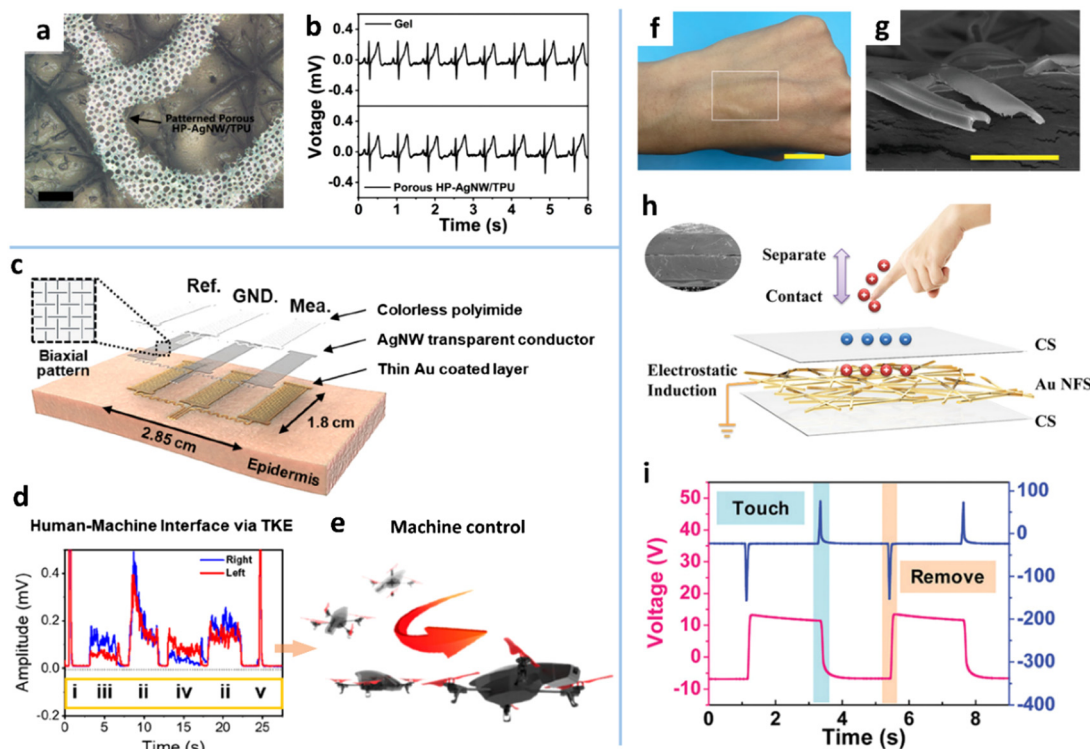 a
Patterned Porous
HP-AgNW/TPU
b
0.4
0.0
-0.4
0.4
0.0
-0.4
Votage (mV)
Gel
Porous HP-AgNW/TPU
0 1 2 3 4 5 6
Time (s)
c
Biaxial
pattern
Ref.
GND.
Mea.
Colorless polyimide
AgNW transparent conductor
Thin Au coated layer
2.85 cm
1.8 cm
Epidermis
d
Human-Machine Interface via TKE
Amplitude (mV)
0.4
0.2
0.0
-0.2
Right
Left
i iii ii iv ii v
0 5 10 15 20 25
Time (s)
e
Machine control
f
g
h
Separate
Contact
+ + + +
- - - -
+ + + +
Electrostatic
Induction
CS
Au NFS
CS
i
Voltage (V)
50
40
30
20
10
0
-10
Touch
Remove
100
0
-100
-200
-300
-400
0 2 4 6 8
Time (s)